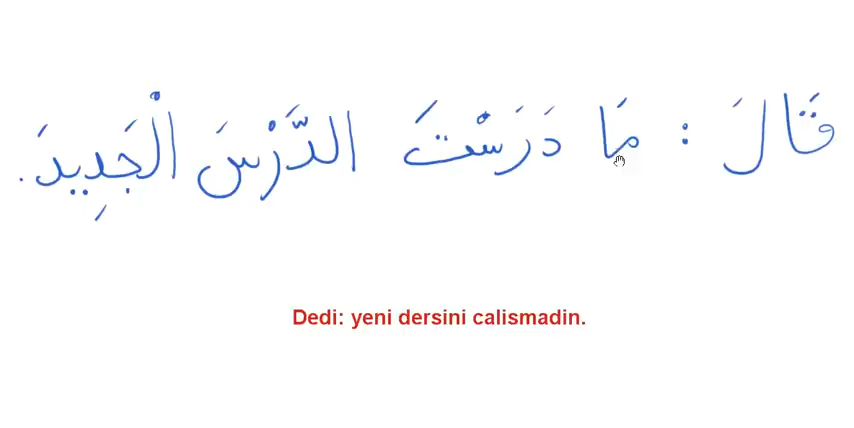 قَالَ : مَا دَرَسْتَ الدَّرْسَ الْجَدِيدَ.
Dedi: yeni dersini calismadin.